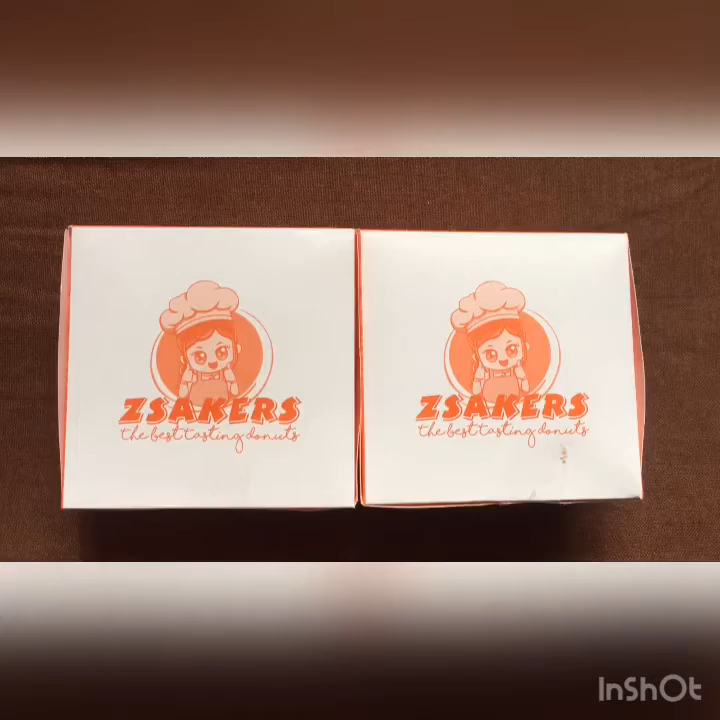 ZSAKERS
the best tasting donuts
ZSAKERS
the best tasting donuts
InShOt